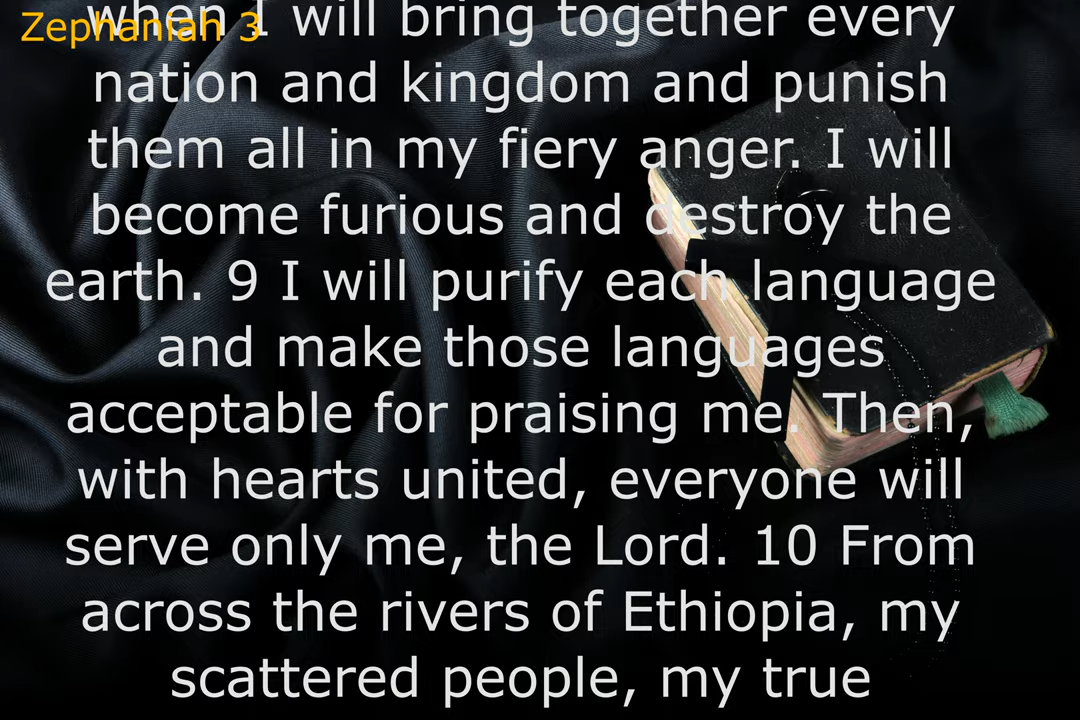 Zephaniah 3
when I will bring together every
nation and kingdom and punish
them all in my fiery anger. I will
become furious and destroy the
earth. 9 I will purify each language
and make those languages
acceptable for praising me. Then,
with hearts united, everyone will
serve only me, the Lord. 10 From
across the rivers of Ethiopia, my
scattered people, my true